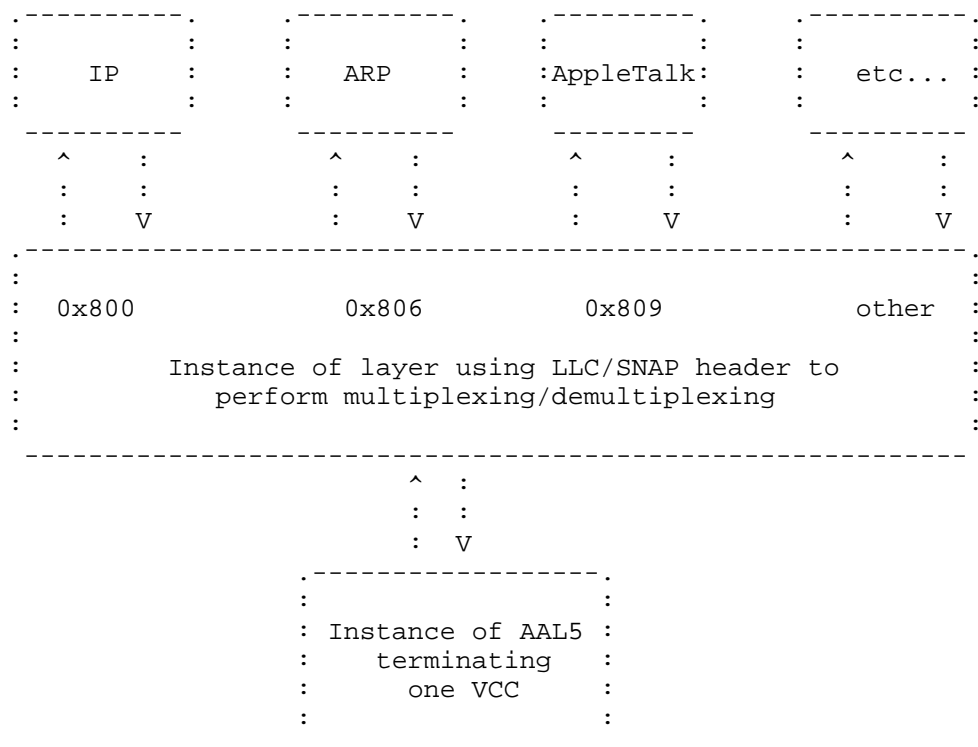 IP ARP AppleTalk etc...
0x800 0x806 0x809 other
Instance of layer using LLC/SNAP header to
perform multiplexing/demultiplexing
Instance of AAL5
terminating
one VCC